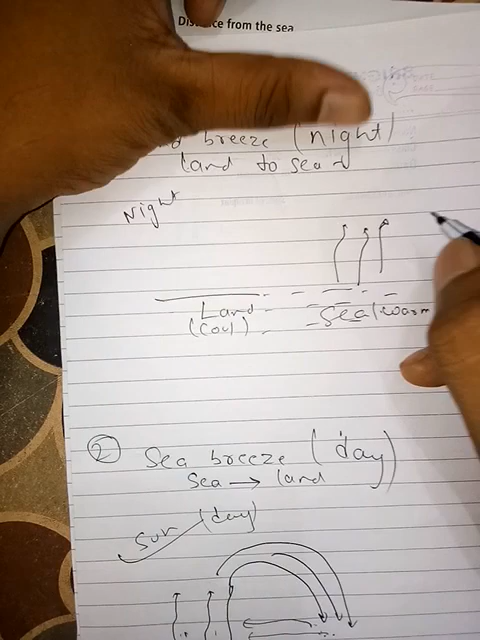 Distance from the sea
breeze (night)
land to sea
Night
Land Sea (warm
(Cool)
② Sea breeze (day)
Sea → land
Sun (day)